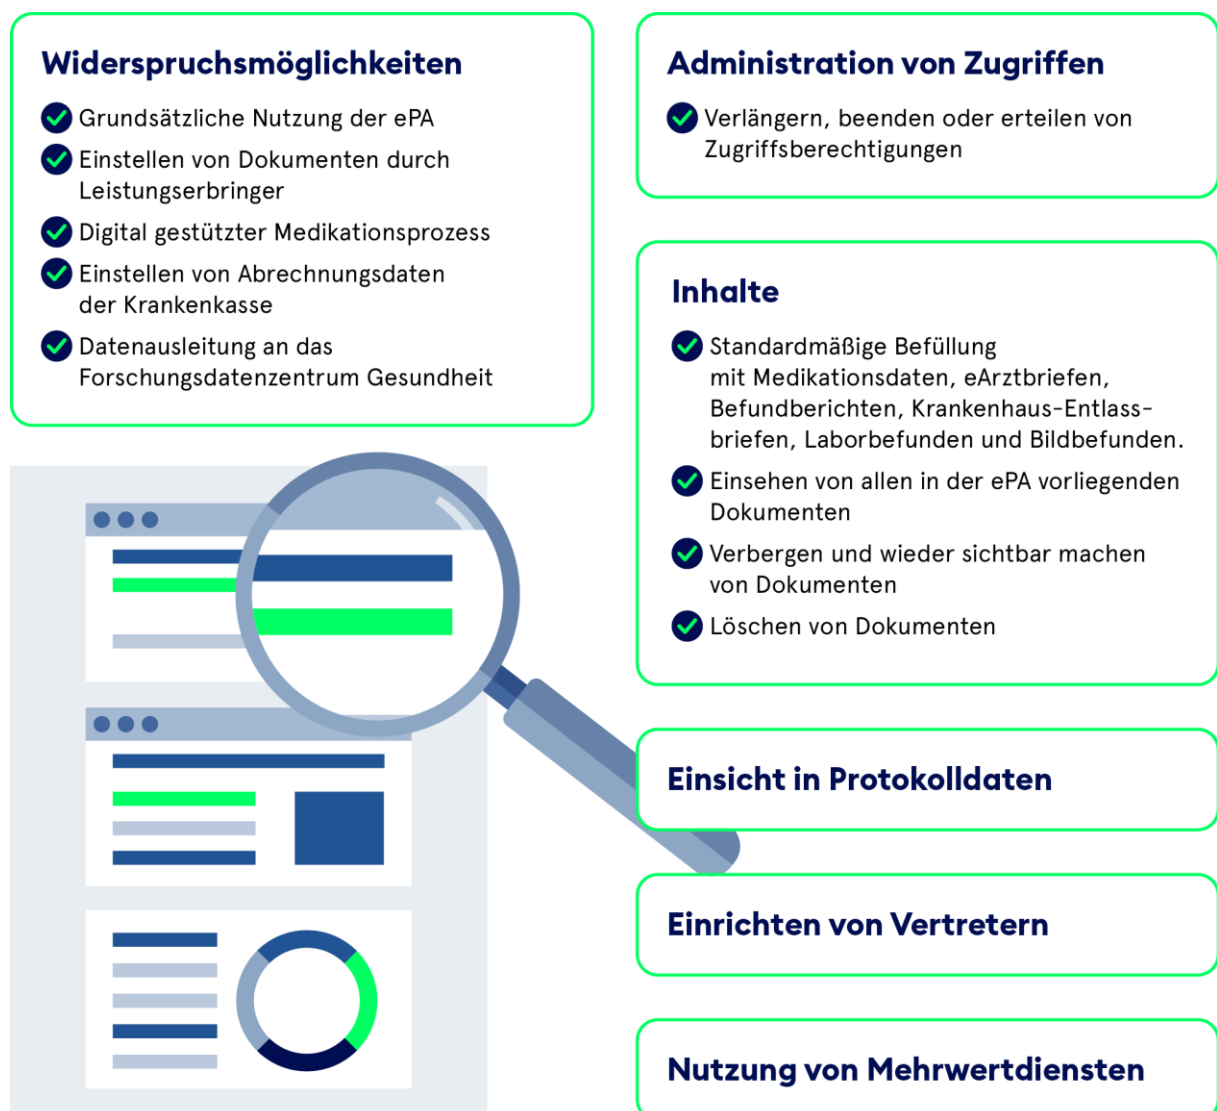 Widerspruchsmöglichkeiten
Grundsätzliche Nutzung der ePA
Einstellen von Dokumenten durch
Leistungserbringer
Digital gestützter Medikationsprozess
Einstellen von Abrechnungsdaten
der Krankenkasse
Datenausleitung an das
Forschungsdatenzentrum Gesundheit
Administration von Zugriffen
Verlängern, beenden oder erteilen von
Zugriffsberechtigungen
Inhalte
Standardmäßige Befüllung
mit Medikationsdaten, eArztbriefen,
Befundberichten, Krankenhaus-Entlass-
briefen, Laborbefunden und Bildbefunden.
Einsehen von allen in der ePA vorliegenden
Dokumenten
Verbergen und wieder sichtbar machen
von Dokumenten
Löschen von Dokumenten
Einsicht in Protokolldaten
Einrichten von Vertretern
Nutzung von Mehrwertdiensten